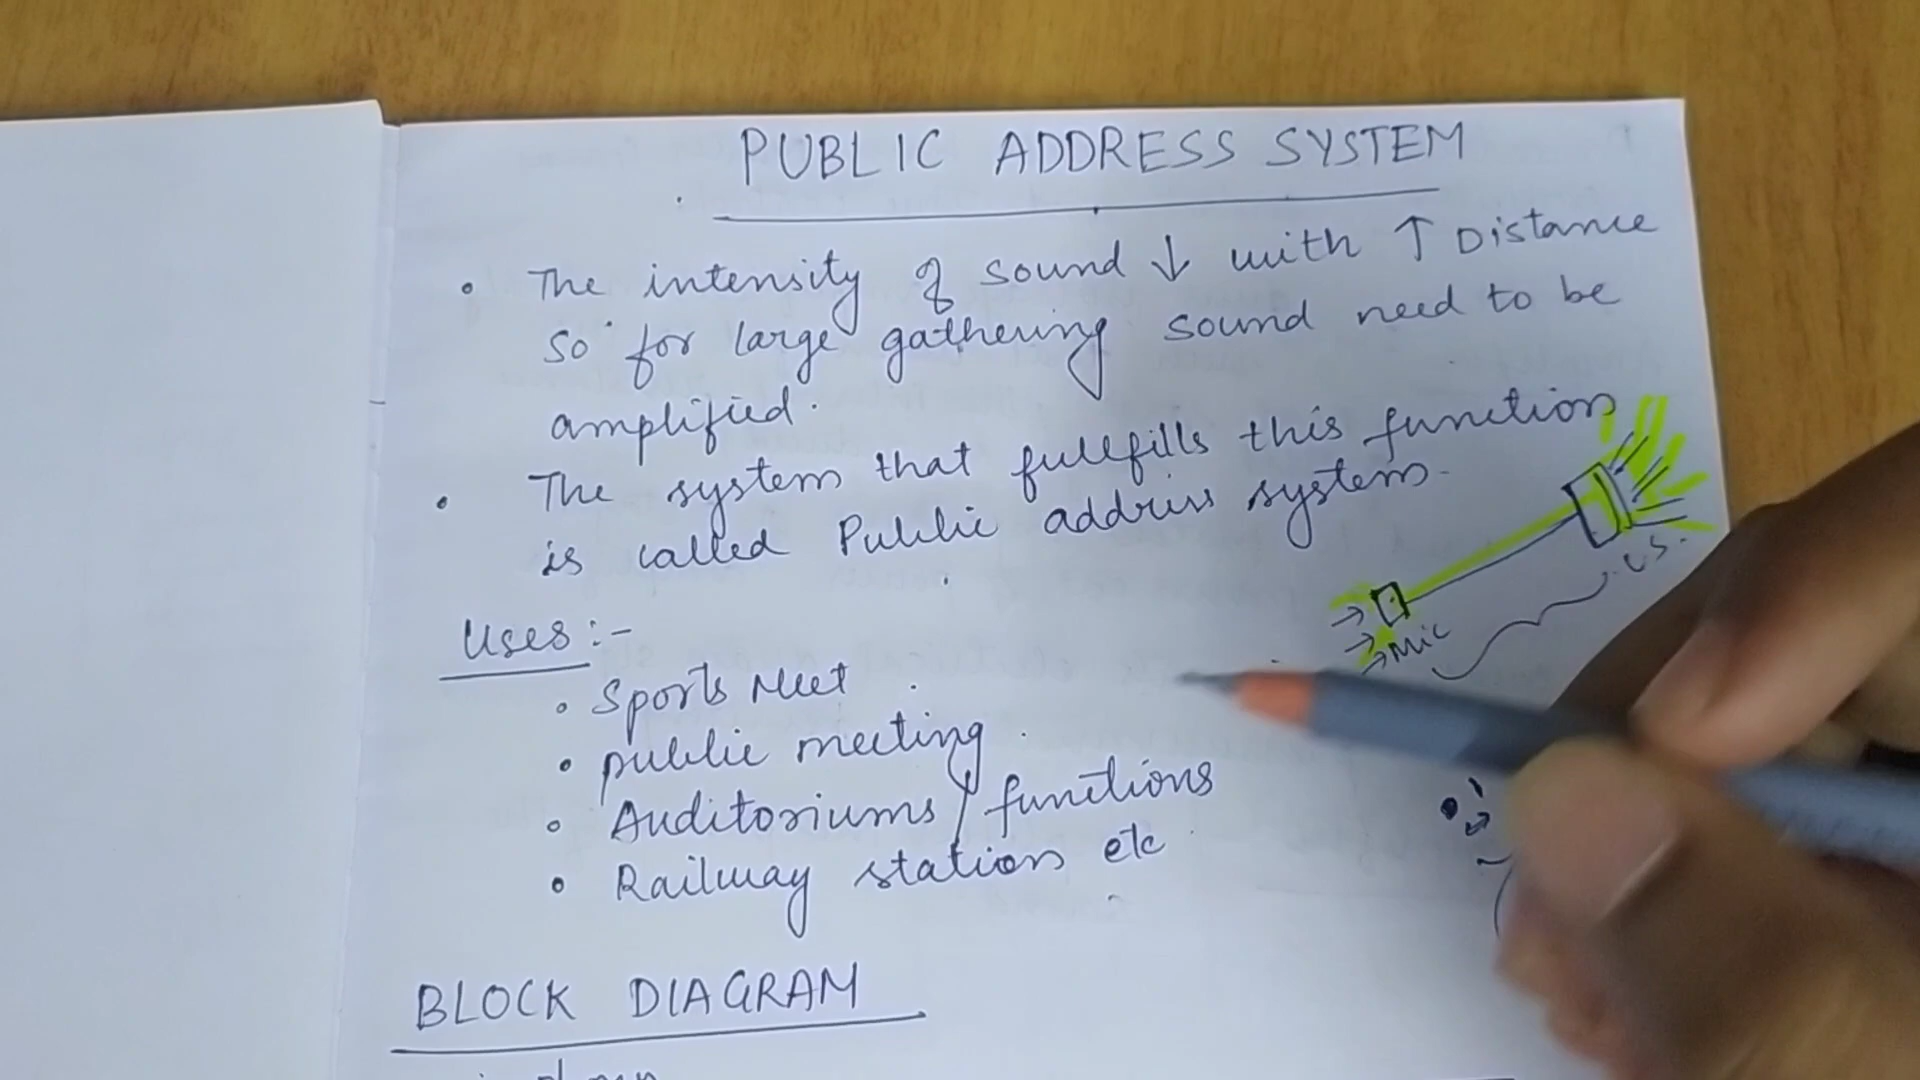 PUBLIC ADDRESS SYSTEM
• The intensity of sound ↓ with ↑ Distance
so for large gathering sound need to be
amplified.
• The system that fullfills this function
is called Public address system.
L.S.
Mic
Uses :-
• Sports Meet
• public meeting.
• Auditoriums / functions
• Railway station etc
BLOCK DIAGRAM